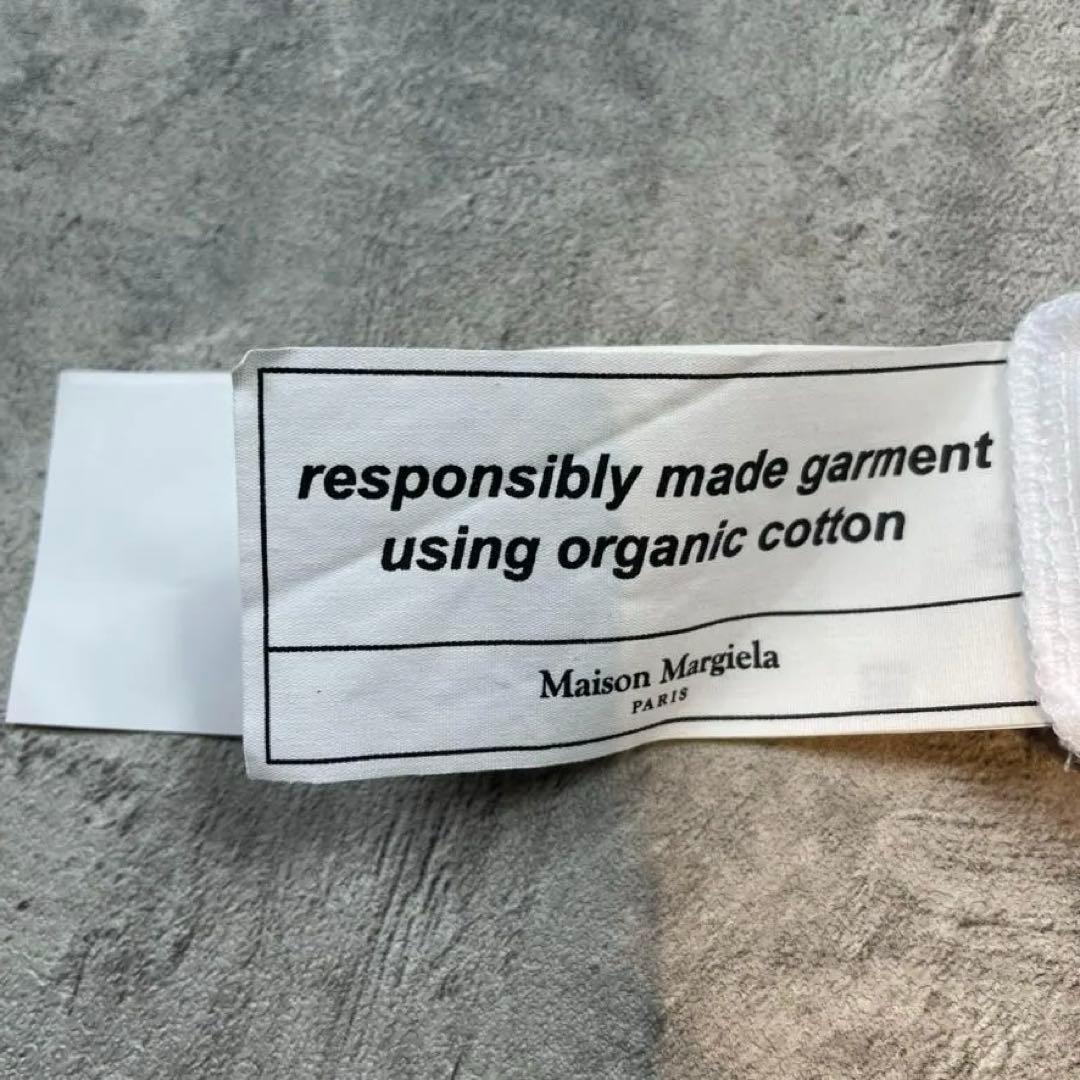 responsibly made garment
using organic cotton
Maison Margiela
PARIS